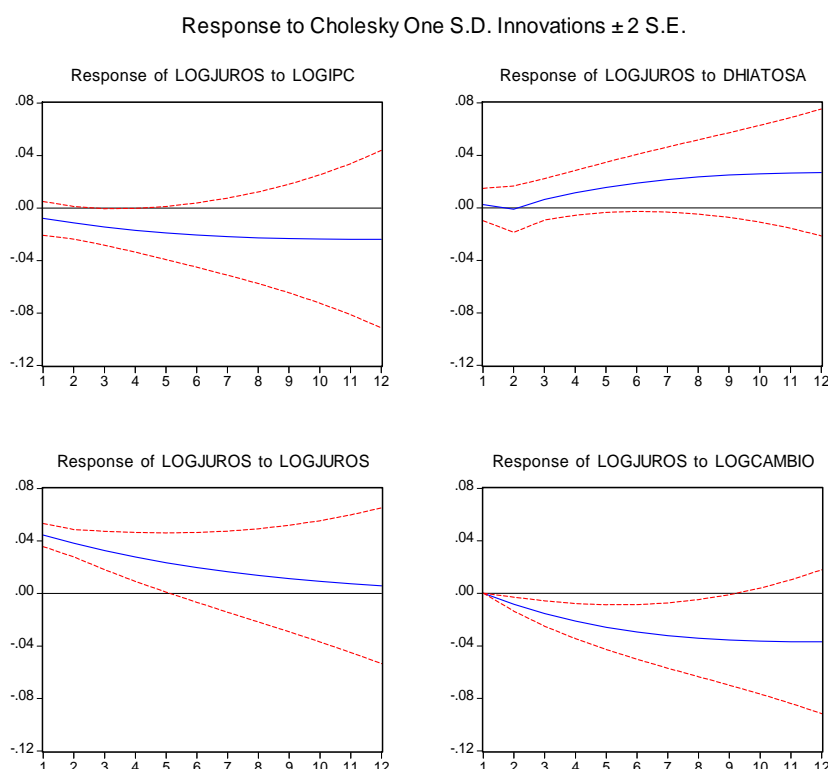 Response to Cholesky One S.D. Innovations ± 2 S.E.
Response of LOGJUROS to LOGIPC
.08
.04
.00
-.04
-.08
-.12
1 2 3 4 5 6 7 8 9 10 11 12
Response of LOGJUROS to DHIATOSA
.08
.04
.00
-.04
-.08
-.12
1 2 3 4 5 6 7 8 9 10 11 12
Response of LOGJUROS to LOGJUROS
.08
.04
.00
-.04
-.08
-.12
1 2 3 4 5 6 7 8 9 10 11 12
Response of LOGJUROS to LOGCAMBIO
.08
.04
.00
-.04
-.08
-.12
1 2 3 4 5 6 7 8 9 10 11 12